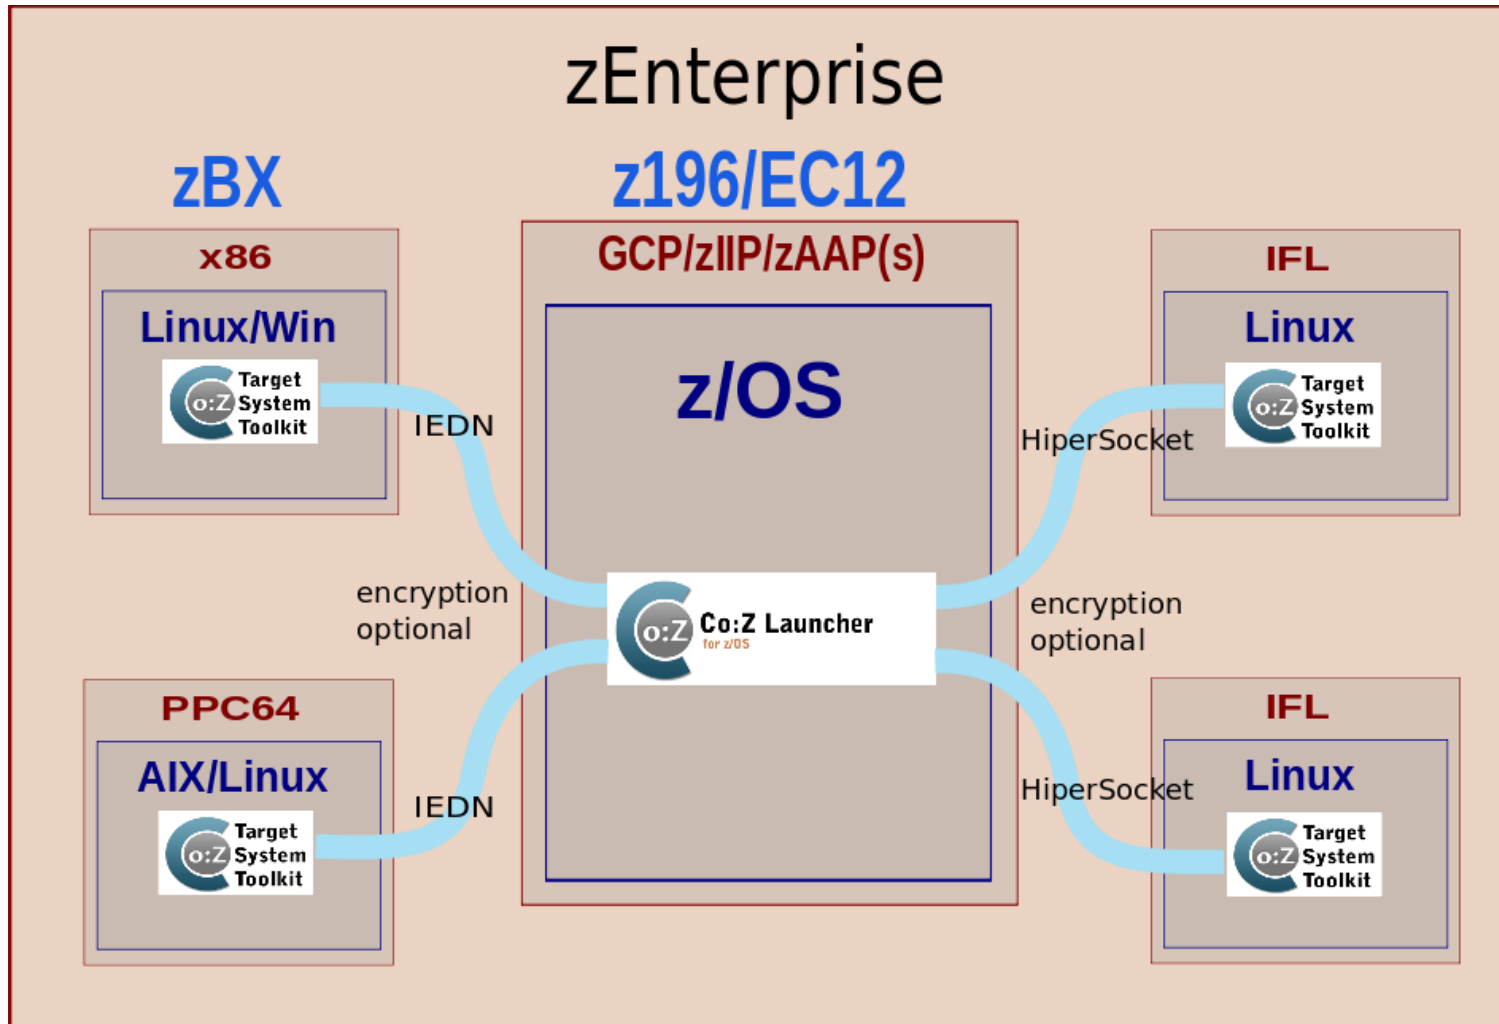 zEnterprise
zBX
z196/EC12
x86
Linux/Win
Co:Z
Target
System
Toolkit
IEDN
GCP/zIIP/zAAP(s)
z/OS
IFL
Linux
Co:Z
Target
System
Toolkit
HiperSocket
encryption
optional
Co:Z
Co:Z Launcher
for z/OS
encryption
optional
PPC64
AIX/Linux
Co:Z
Target
System
Toolkit
IEDN
IFL
Linux
Co:Z
Target
System
Toolkit
HiperSocket